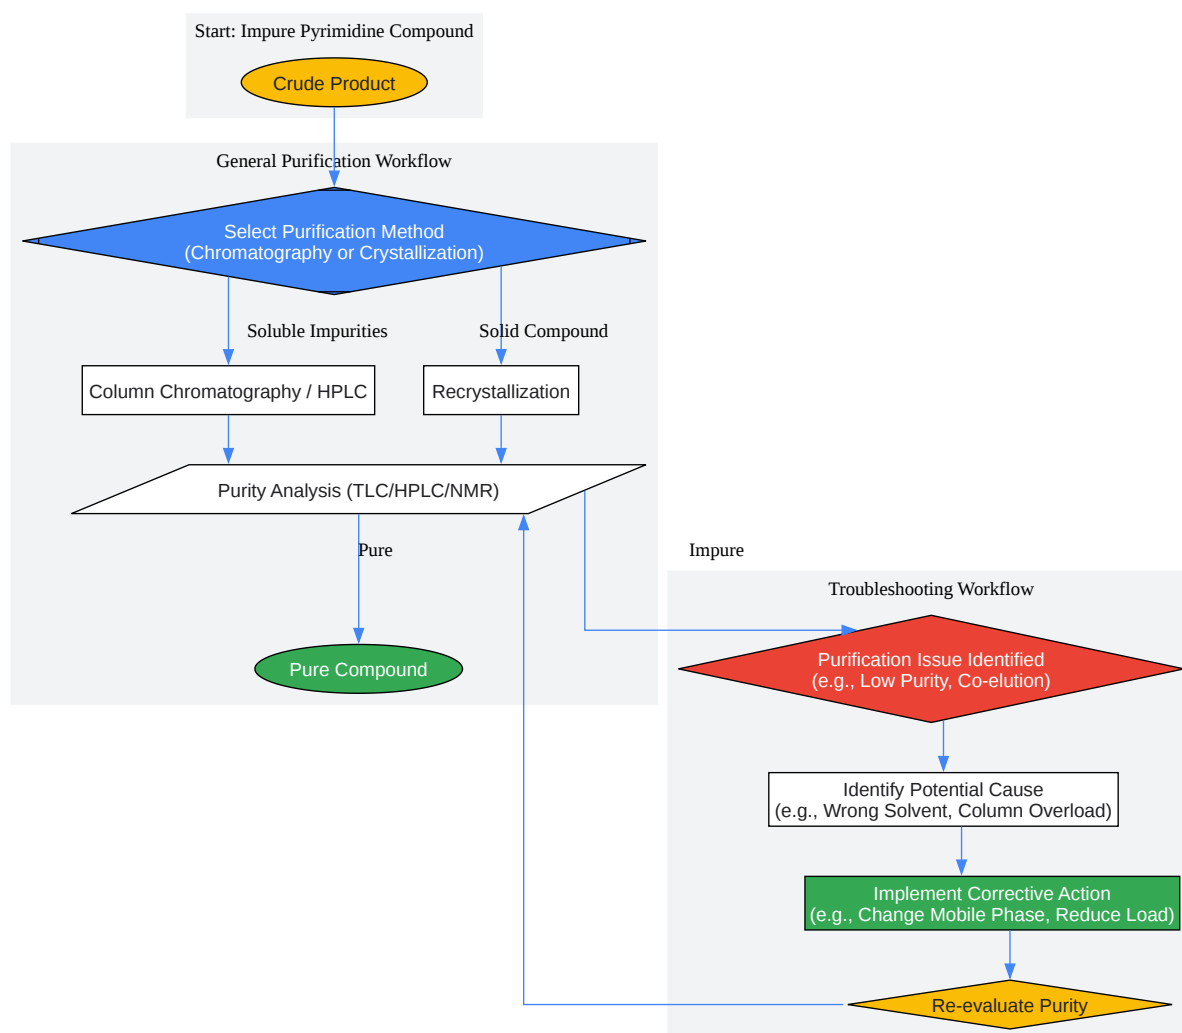 Start: Impure Pyrimidine Compound
Crude Product
General Purification Workflow
Select Purification Method
(Chromatography or Crystallization)
Soluble Impurities
Solid Compound
Column Chromatography / HPLC
Recrystallization
Purity Analysis (TLC/HPLC/NMR)
Pure
Impure
Pure Compound
Troubleshooting Workflow
Purification Issue Identified
(e.g., Low Purity, Co-elution)
Identify Potential Cause
(e.g., Wrong Solvent, Column Overload)
Implement Corrective Action
(e.g., Change Mobile Phase, Reduce Load)
Re-evaluate Purity